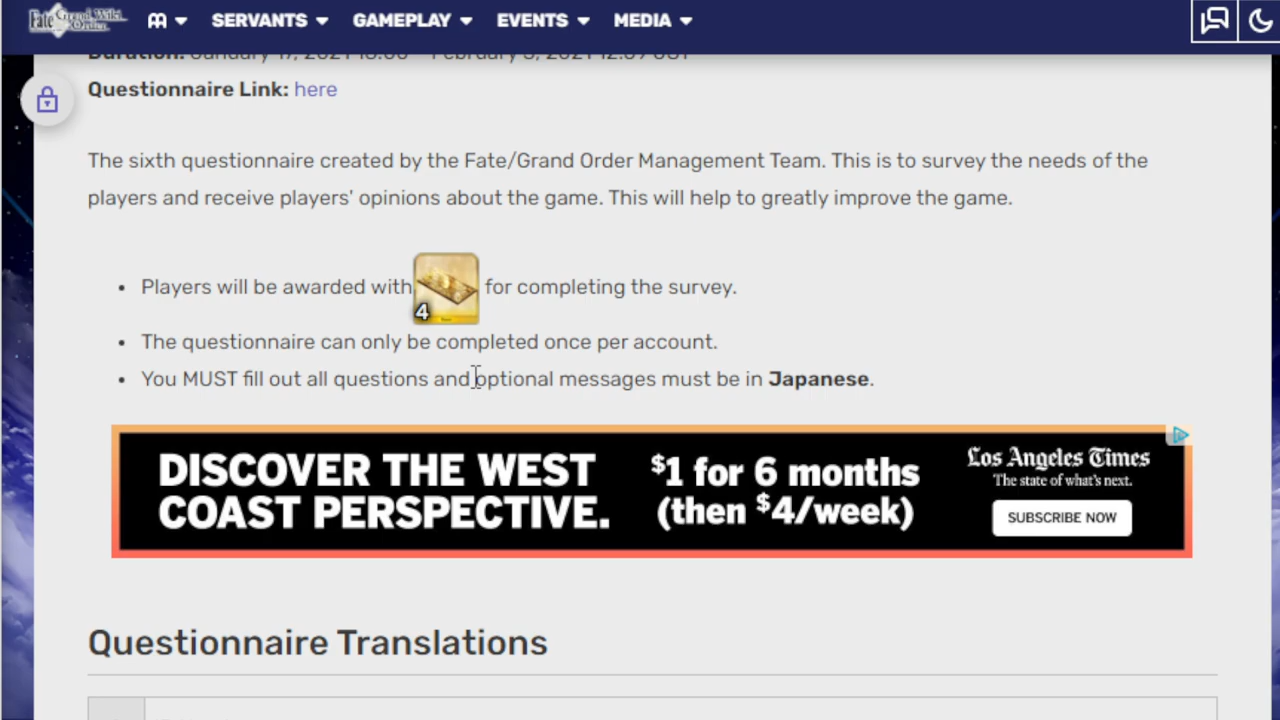 Fate Grand Wiki Order SERVANTS GAMEPLAY EVENTS MEDIA
Questionnaire Link: here
The sixth questionnaire created by the Fate/Grand Order Management Team. This is to survey the needs of the
players and receive players' opinions about the game. This will help to greatly improve the game.
Players will be awarded with 4 for completing the survey.
The questionnaire can only be completed once per account.
You MUST fill out all questions and optional messages must be in Japanese.
DISCOVER THE WEST
COAST PERSPECTIVE.
$1 for 6 months
(then $4/week)
Los Angeles Times
The state of what's next.
SUBSCRIBE NOW
Questionnaire Translations